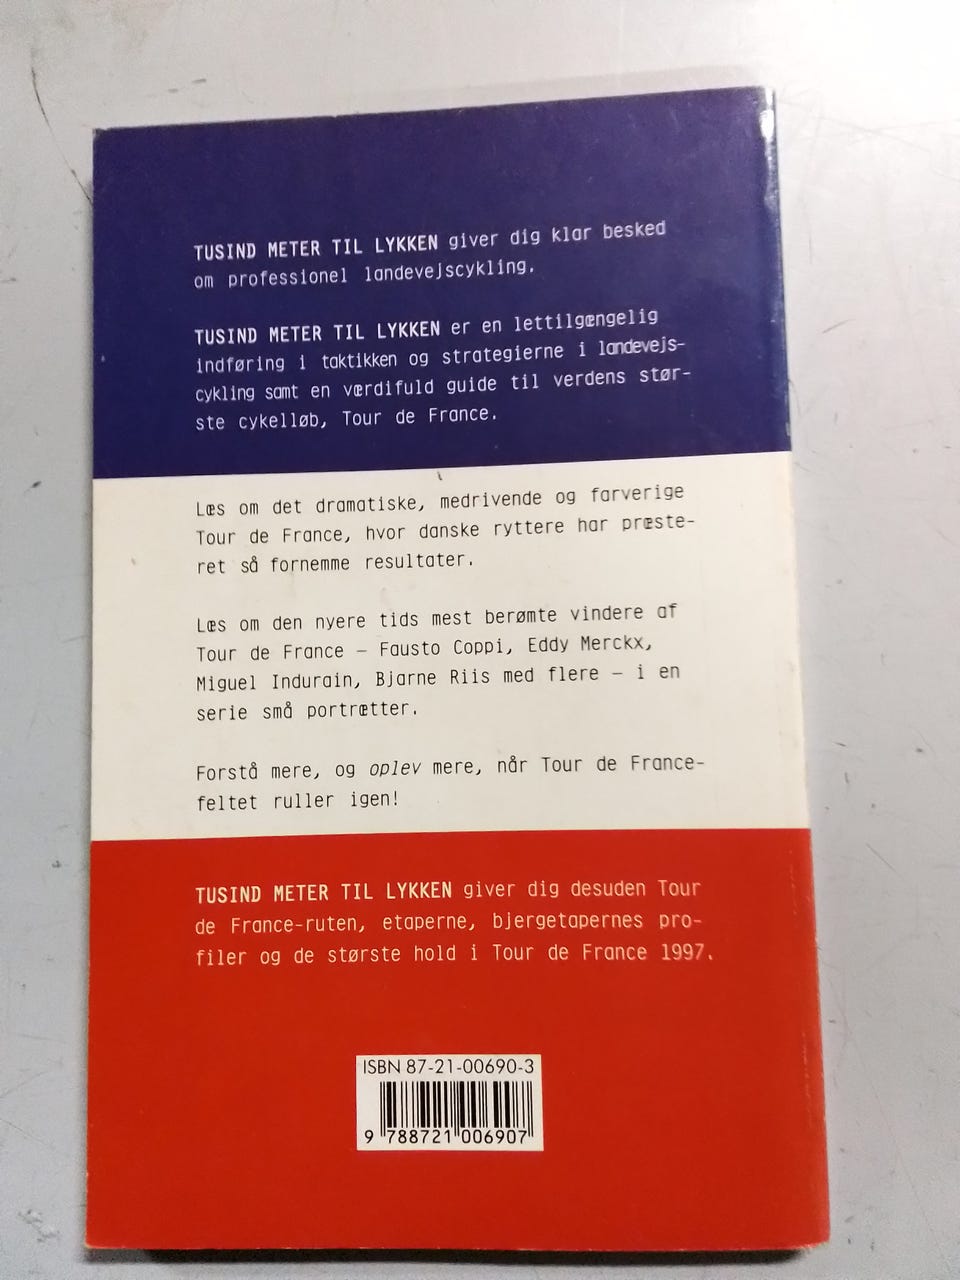 TUSIND METER TIL LYKKEN giver dig klar besked
om professionel landevejscykling.
TUSIND METER TIL LYKKEN er en lettilgængelig
indføring i taktikken og strategierne i landevejs-
cykling samt en værdifuld guide til verdens stør-
ste cykelløb, Tour de France.
Læs om det dramatiske, medrivende og farverige
Tour de France, hvor danske ryttere har præste-
ret så fornemme resultater.
Læs om den nyere tids mest berømte vindere af
Tour de France – Fausto Coppi, Eddy Merckx,
Miguel Indurain, Bjarne Riis med flere – i en
serie små portrætter.
Forstå mere, og oplev mere, når Tour de France-
feltet ruller igen!
TUSIND METER TIL LYKKEN giver dig desuden Tour
de France-ruten, etaperne, bjergetapernes pro-
filer og de største hold i Tour de France 1997.
ISBN 87-21-00690-3
9 788721 006907